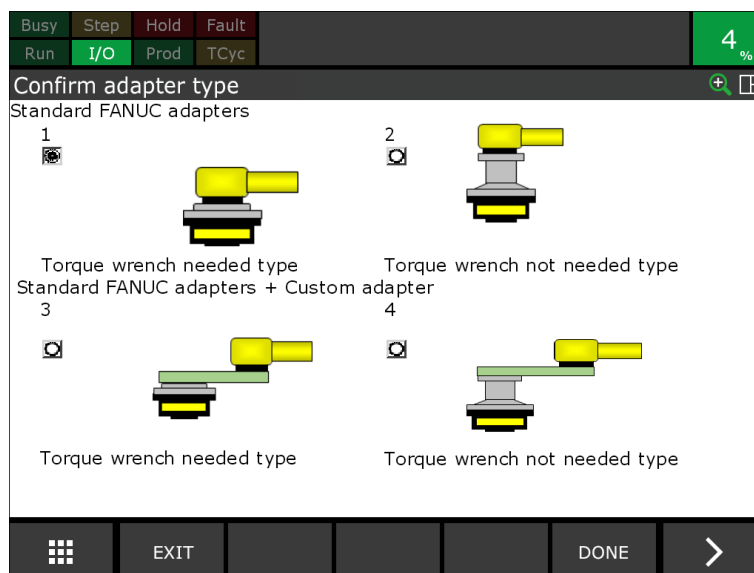 Busy Step Hold Fault
Run I/O Prod TCyc
4 %
Confirm adapter type
Standard FANUC adapters
1 2
Torque wrench needed type Torque wrench not needed type
Standard FANUC adapters + Custom adapter
3 4
Torque wrench needed type Torque wrench not needed type
EXIT DONE